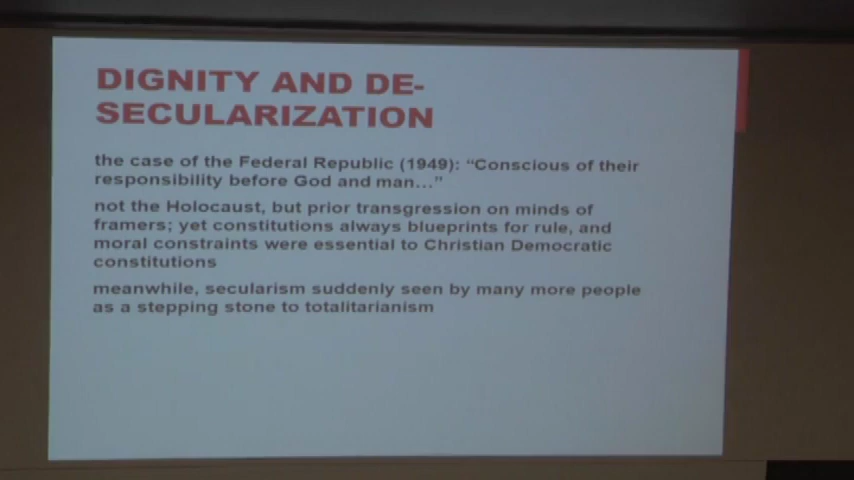 DIGNITY AND DE-
SECULARIZATION
the case of the Federal Republic (1949): “Conscious of their
responsibility before God and man…”
not the Holocaust, but prior transgression on minds of
framers; yet constitutions always blueprints for rule, and
moral constraints were essential to Christian Democratic
constitutions
meanwhile, secularism suddenly seen by many more people
as a stepping stone to totalitarianism